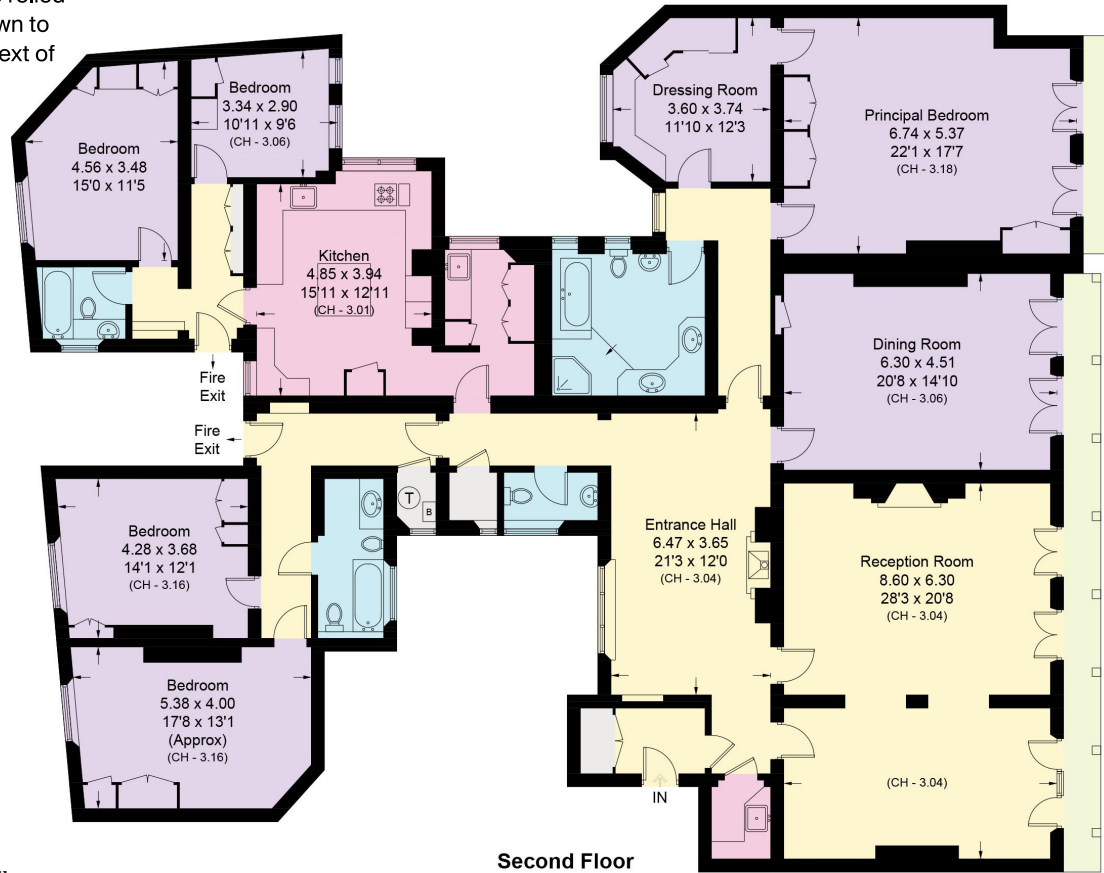 wn to
ext of
Bedroom
3.34 x 2.90
10'11 x 9'6
(CH - 3.06)
Bedroom
4.56 x 3.48
15'0 x 11'5
Dressing Room
3.60 x 3.74
11'10 x 12'3
Principal Bedroom
6.74 x 5.37
22'1 x 17'7
(CH - 3.18)
Kitchen
4.85 x 3.94
15'11 x 12'11
(CH - 3.01)
Dining Room
6.30 x 4.51
20'8 x 14'10
(CH - 3.06)
Fire
Exit
Fire
Exit
T
B
Bedroom
4.28 x 3.68
14'1 x 12'1
(CH - 3.16)
Entrance Hall
6.47 x 3.65
21'3 x 12'0
(CH - 3.04)
Reception Room
8.60 x 6.30
28'3 x 20'8
(CH - 3.04)
Bedroom
5.38 x 4.00
17'8 x 13'1
(Approx)
(CH - 3.16)
(CH - 3.04)
IN
Second Floor